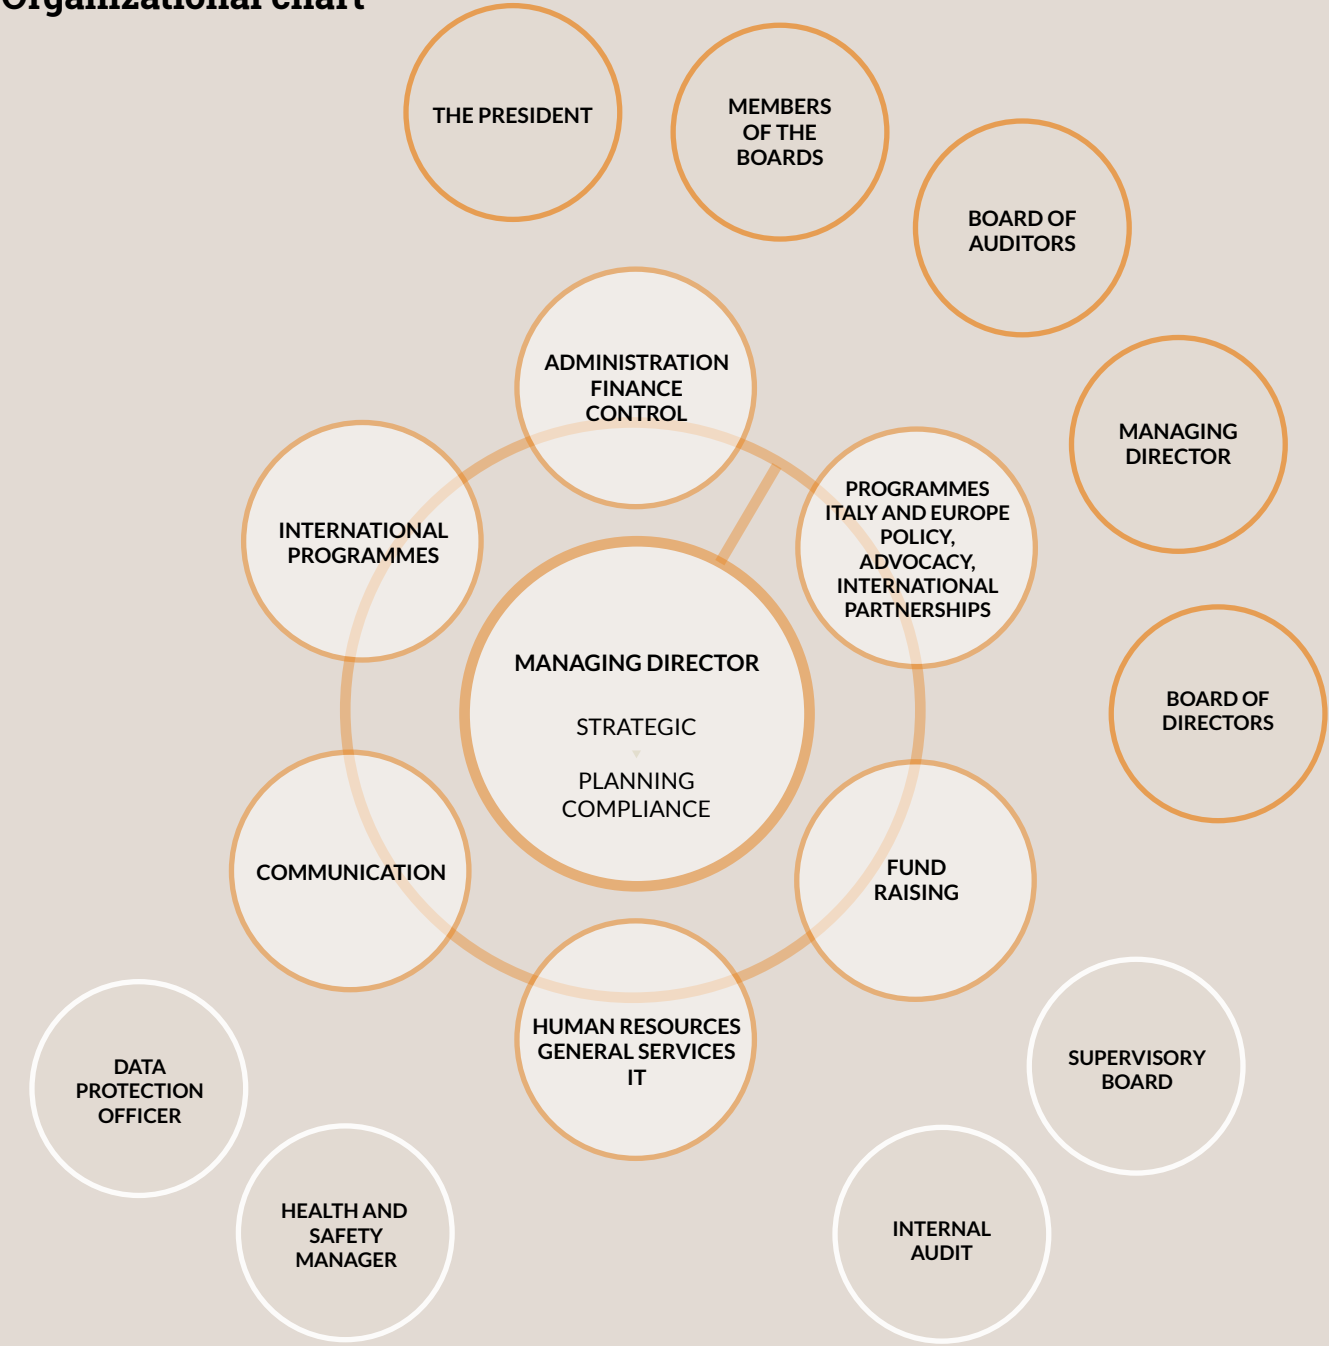 Organizational chart
THE PRESIDENT
MEMBERS
OF THE
BOARDS
BOARD OF
AUDITORS
MANAGING
DIRECTOR
BOARD OF
DIRECTORS
ADMINISTRATION
FINANCE
CONTROL
PROGRAMMES
ITALY AND EUROPE
POLICY,
ADVOCACY,
INTERNATIONAL
PARTNERSHIPS
INTERNATIONAL
PROGRAMMES
MANAGING DIRECTOR
STRATEGIC
PLANNING
COMPLIANCE
COMMUNICATION
FUND
RAISING
HUMAN RESOURCES
GENERAL SERVICES
IT
DATA
PROTECTION
OFFICER
HEALTH AND
SAFETY
MANAGER
SUPERVISORY
BOARD
INTERNAL
AUDIT